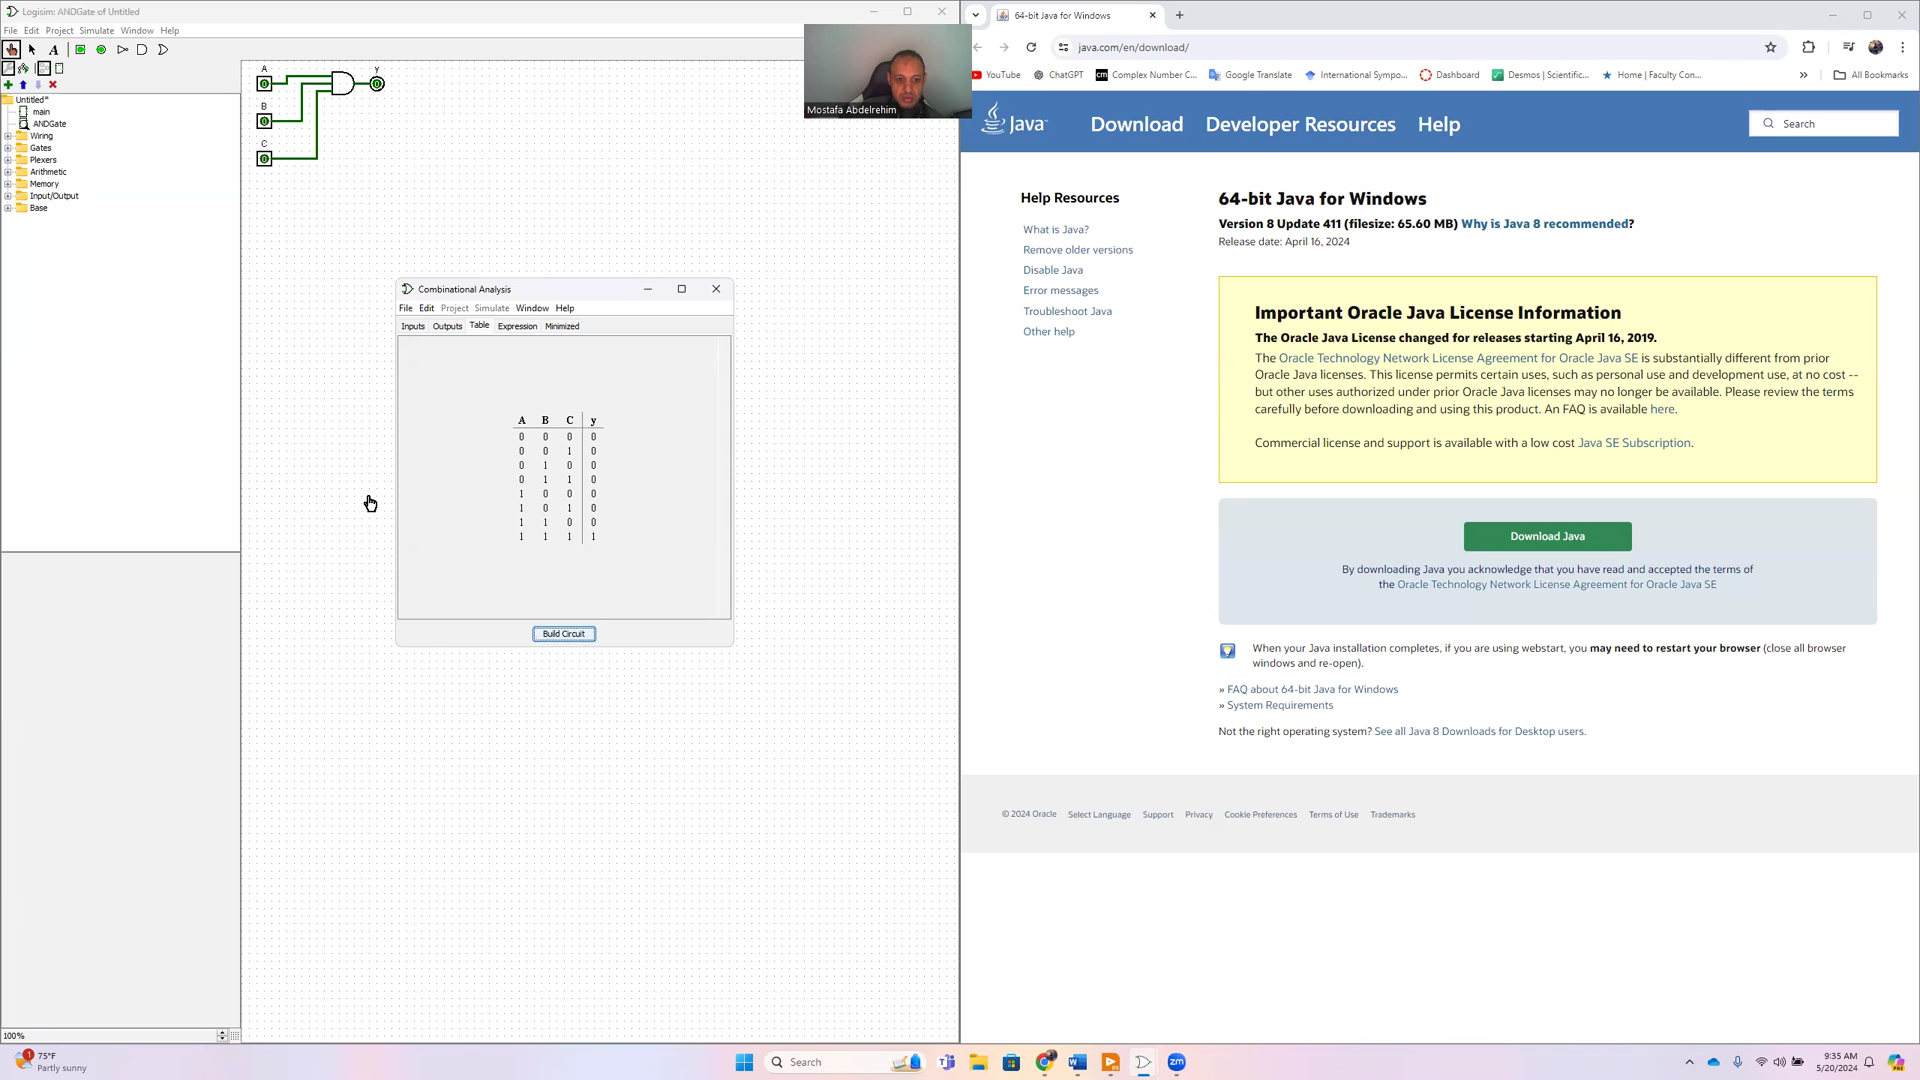 Logisim: ANDGate of Untitled
File Edit Project Simulate Window Help
A
Untitled*
main
ANDGate
Wiring
Gates
Plexers
Arithmetic
Memory
Input/Output
Base
A
y
0
0
B
0
C
0
Mostafa Abdelrehim
Combinational Analysis
File Edit Project Simulate Window Help
Inputs Outputs Table Expression Minimized
A B C y
0 0 0 0
0 0 1 0
0 1 0 0
0 1 1 0
1 0 0 0
1 0 1 0
1 1 0 0
1 1 1 1
Build Circuit
100%
64-bit Java for Windows
java.com/en/download/
YouTube ChatGPT cm Complex Number C... Google Translate International Sympo... Dashboard Desmos | Scientific... Home | Faculty Con... » All Bookmarks
Java Download Developer Resources Help Search
Help Resources
What is Java?
Remove older versions
Disable Java
Error messages
Troubleshoot Java
Other help
64-bit Java for Windows
Version 8 Update 411 (filesize: 65.60 MB) Why is Java 8 recommended?
Release date: April 16, 2024
Important Oracle Java License Information
The Oracle Java License changed for releases starting April 16, 2019.
The Oracle Technology Network License Agreement for Oracle Java SE is substantially different from prior
Oracle Java licenses. This license permits certain uses, such as personal use and development use, at no cost --
but other uses authorized under prior Oracle Java licenses may no longer be available. Please review the terms
carefully before downloading and using this product. An FAQ is available here.
Commercial license and support is available with a low cost Java SE Subscription.
Download Java
By downloading Java you acknowledge that you have read and accepted the terms of
the Oracle Technology Network License Agreement for Oracle Java SE
When your Java installation completes, if you are using webstart, you may need to restart your browser (close all browser
windows and re-open).
» FAQ about 64-bit Java for Windows
» System Requirements
Not the right operating system? See all Java 8 Downloads for Desktop users.
© 2024 Oracle Select Language Support Privacy Cookie Preferences Terms of Use Trademarks
1
75°F
Partly sunny
Search
zm
9:35 AM
5/20/2024
PRE